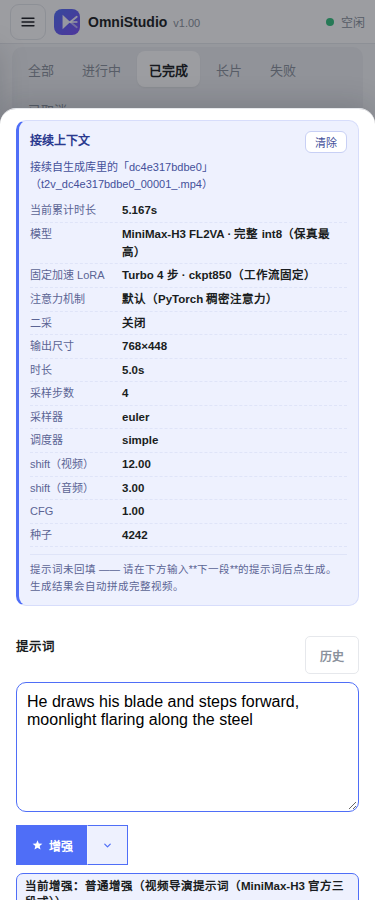 OmniStudio v1.00
空闲
全部 进行中 已完成 长片 失败
接续上下文
清除
接续自生成库里的「dc4e317bdbe0」
（t2v_dc4e317bdbe0_00001_.mp4）
当前累计时长 5.167s
模型 MiniMax-H3 FL2VA · 完整 int8（保真最
高）
固定加速 LoRA Turbo 4 步 · ckpt850（工作流固定）
注意力机制 默认（PyTorch 稠密注意力）
二采 关闭
输出尺寸 768×448
时长 5.0s
采样步数 4
采样器 euler
调度器 simple
shift（视频） 12.00
shift（音频） 3.00
CFG 1.00
种子 4242
提示词未回填 —— 请在下方输入**下一段**的提示词后点生成。
生成结果会自动拼成完整视频。
提示词
历史
He draws his blade and steps forward,
moonlight flaring along the steel
增强
当前增强：普通增强（视频导演提示词（MiniMax-H3 官方三